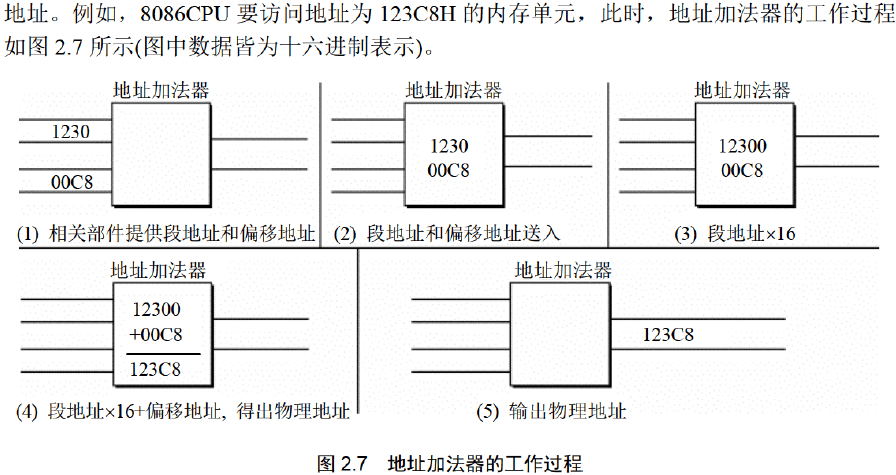 地址。例如，8086CPU 要访问地址为 123C8H 的内存单元，此时，地址加法器的工作过程
如图 2.7 所示(图中数据皆为十六进制表示)。
地址加法器
1230
00C8
(1) 相关部件提供段地址和偏移地址
地址加法器
1230
00C8
(2) 段地址和偏移地址送入
地址加法器
12300
00C8
(3) 段地址×16
地址加法器
12300
+00C8
123C8
(4) 段地址×16+偏移地址, 得出物理地址
地址加法器
123C8
(5) 输出物理地址
图 2.7 地址加法器的工作过程